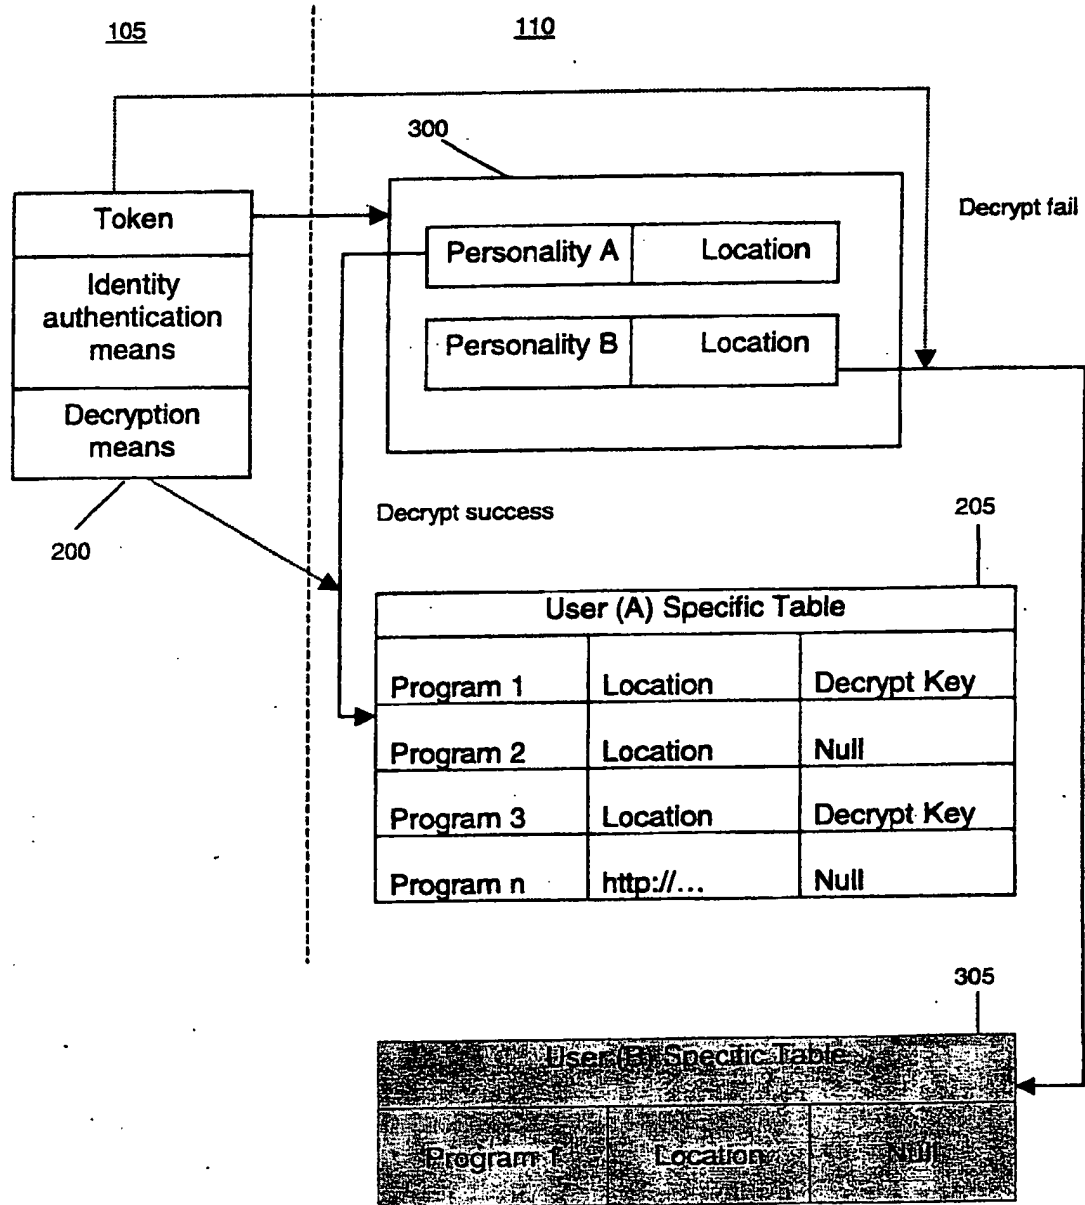 105
110
300
Token
Identity
authentication
means
Decryption
means
200
Personality A
Location
Personality B
Location
Decrypt fail
Decrypt success
205
User (A) Specific Table
Program 1
Location
Decrypt Key
Program 2
Location
Null
Program 3
Location
Decrypt Key
Program n
http://...
Null
305
User (B) Specific Table
Program 1
Location
Null